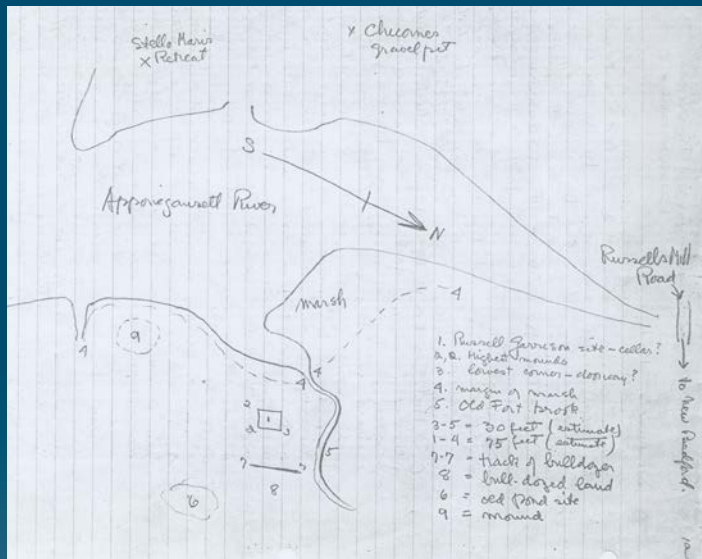 Stella Maris
x Retreat
x Checomes
gravel pit
S
Apponegansett River
N
Russells Mill
Road
marsh
4
to New Bedford.
4
9
4
4
1. Russell Garrison site - cellar?
2, 2. Highest mounds
3. lowest corner - doorway?
4. margin of marsh
5. Old Fort brook
3-5 = 30 feet (estimate)
1-4 = 75 feet (estimate)
7-7 = track of bulldozer
8 = bull-dozed land
6 = old pond site
9 = mound
2
1
2
3
5
7
7
8
6